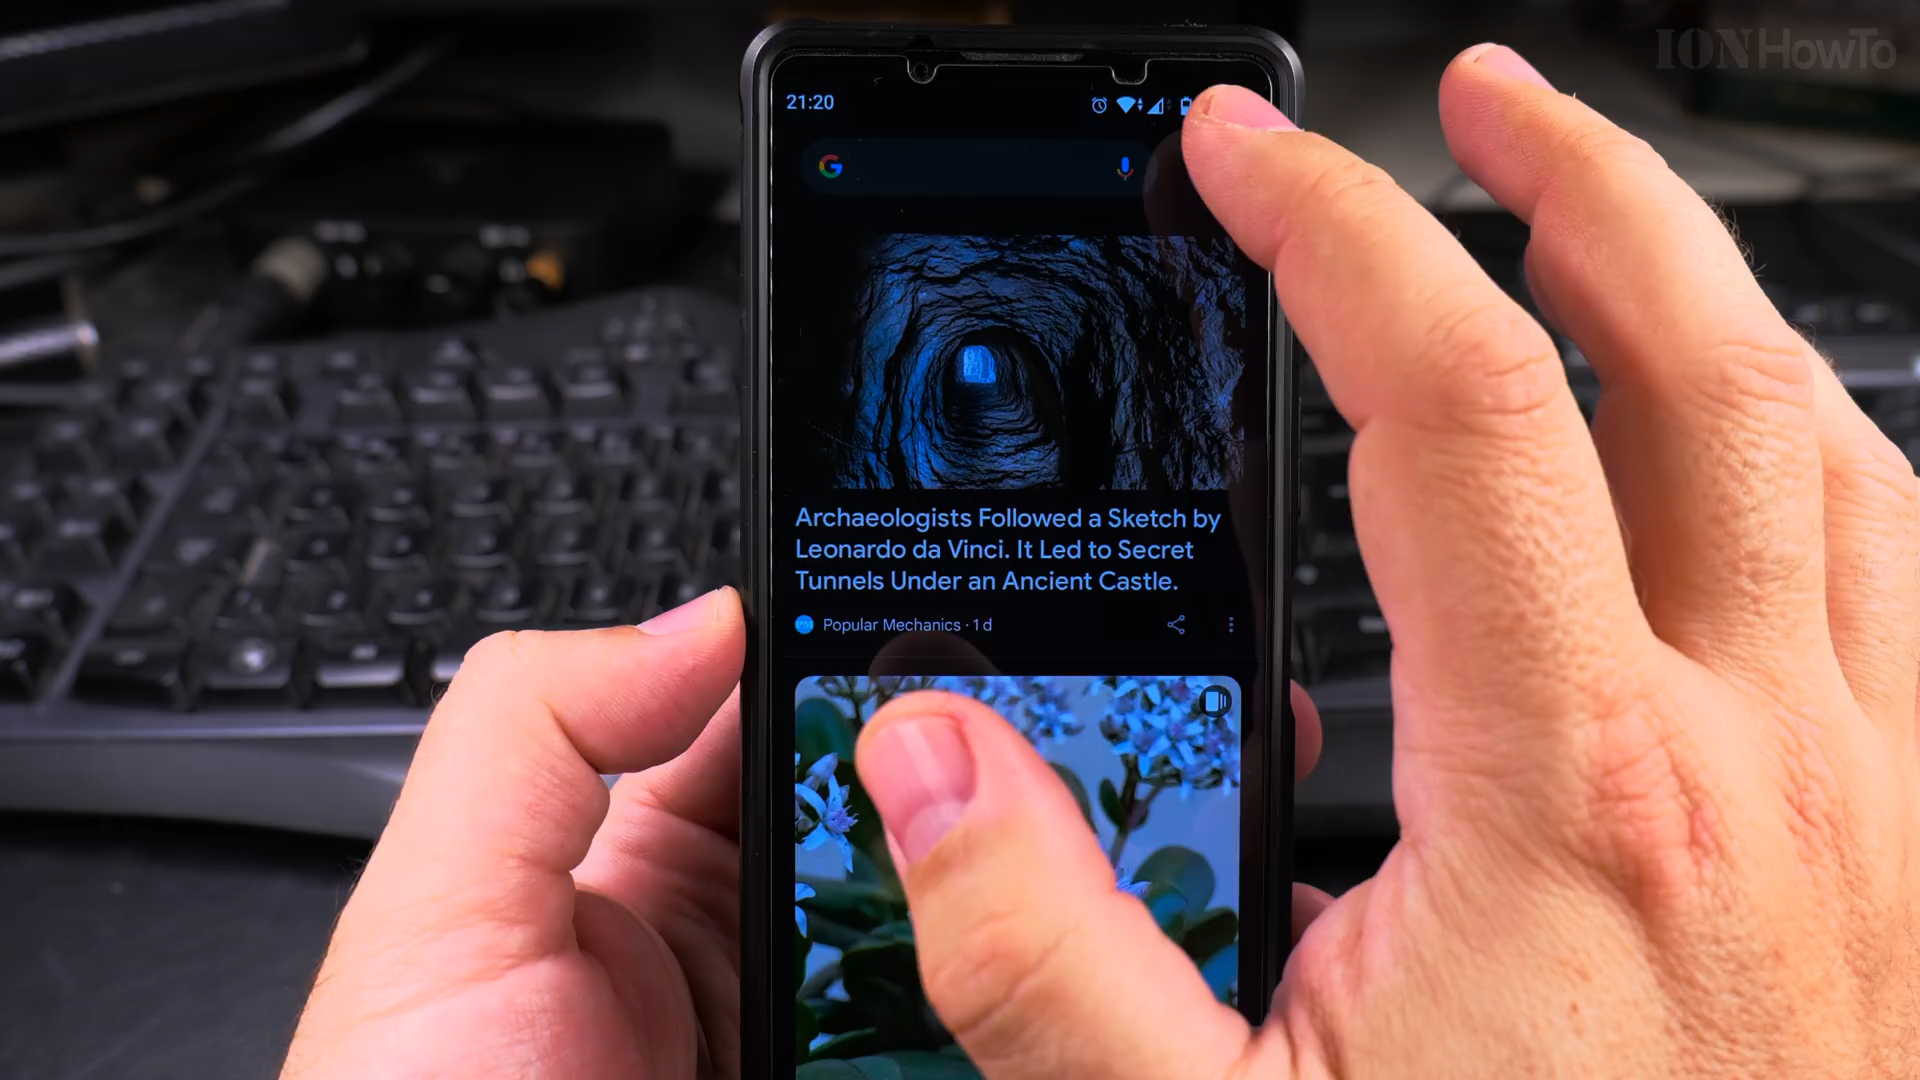 IONHowTo
21:20
G
Archaeologists Followed a Sketch by
Leonardo da Vinci. It Led to Secret
Tunnels Under an Ancient Castle.
PM Popular Mechanics · 1 d